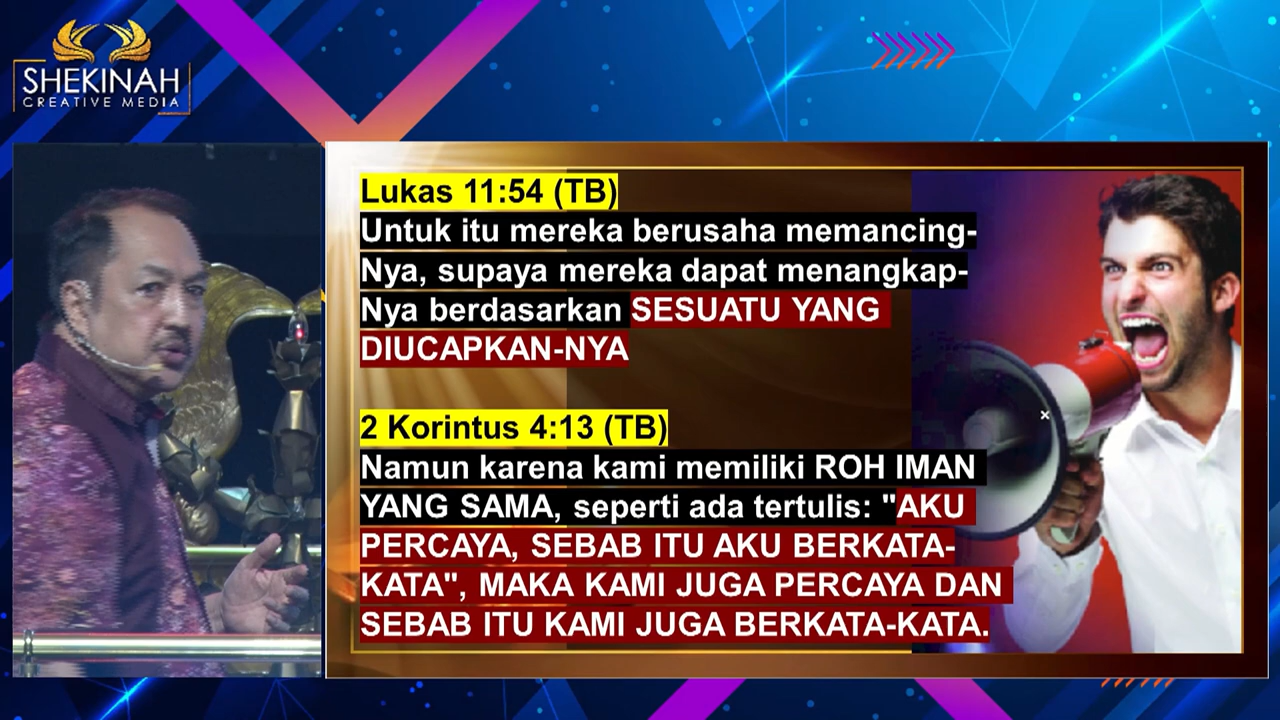 SHEKINAH
CREATIVE MEDIA
Lukas 11:54 (TB)
Untuk itu mereka berusaha memancing-
Nya, supaya mereka dapat menangkap-
Nya berdasarkan SESUATU YANG
DIUCAPKAN-NYA
2 Korintus 4:13 (TB)
Namun karena kami memiliki ROH IMAN
YANG SAMA, seperti ada tertulis: "AKU
PERCAYA, SEBAB ITU AKU BERKATA-
KATA", MAKA KAMI JUGA PERCAYA DAN
SEBAB ITU KAMI JUGA BERKATA-KATA.